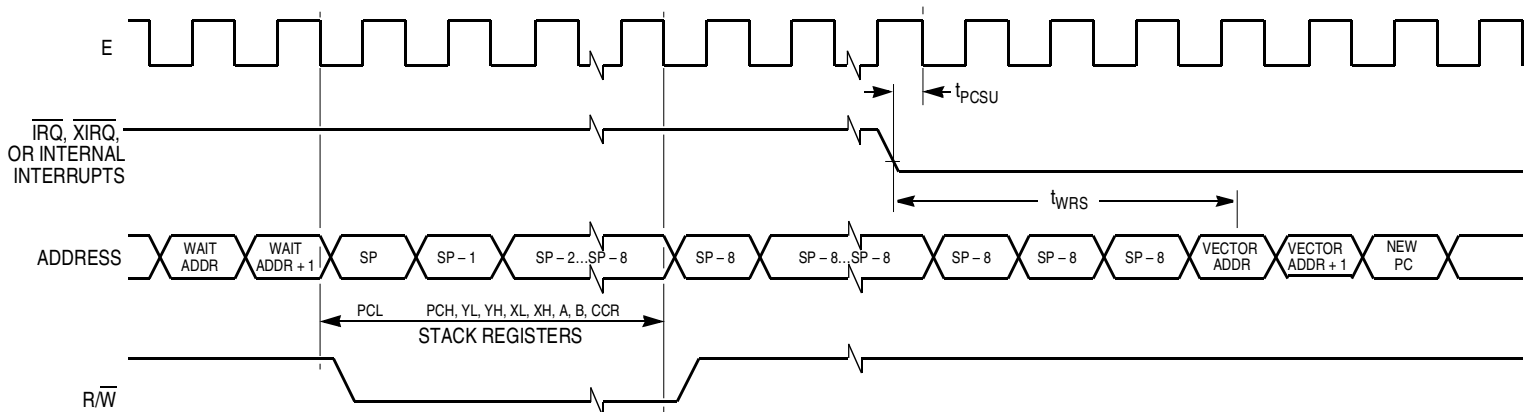 E
t_PCSU
IRQ, XIRQ,
OR INTERNAL
INTERRUPTS
t_WRS
ADDRESS
WAIT
ADDR
WAIT
ADDR + 1
SP
SP – 1
SP – 2...SP – 8
SP – 8
SP – 8...SP – 8
SP – 8
SP – 8
SP – 8
VECTOR
ADDR
VECTOR
ADDR + 1
NEW
PC
PCL
PCH, YL, YH, XL, XH, A, B, CCR
STACK REGISTERS
R/W